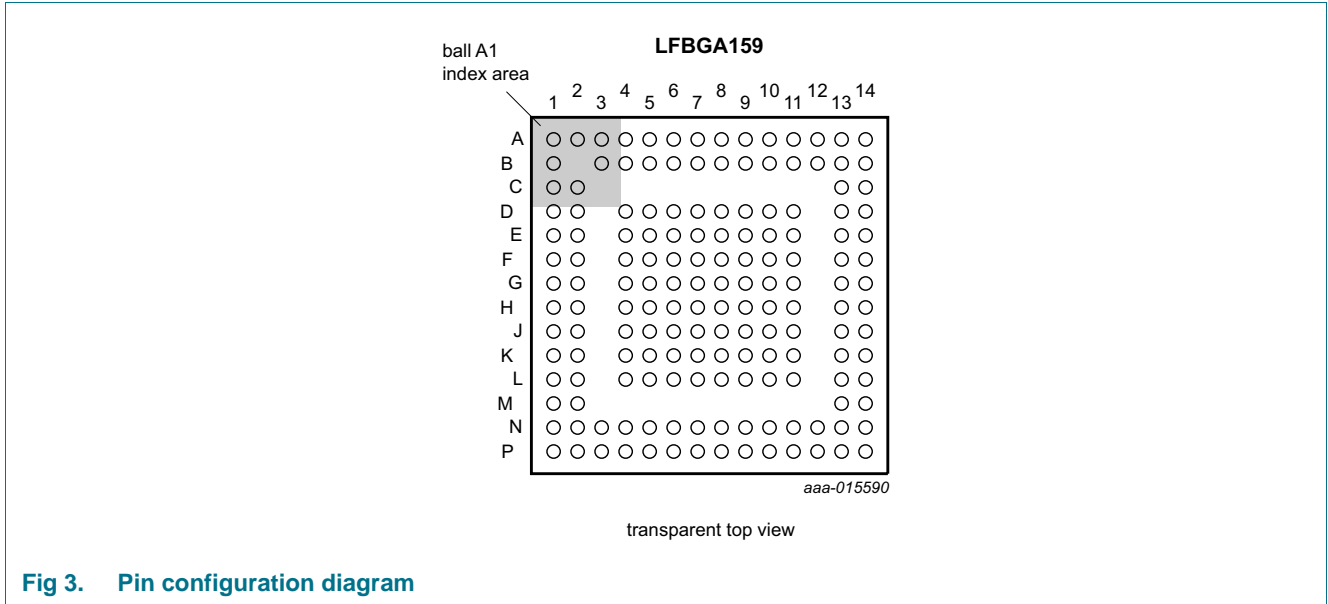 LFBGA159
ball A1
index area
1 2 3 4 5 6 7 8 9 10 11 12 13 14
A
B
C
D
E
F
G
H
J
K
L
M
N
P
aaa-015590
transparent top view
Fig 3. Pin configuration diagram